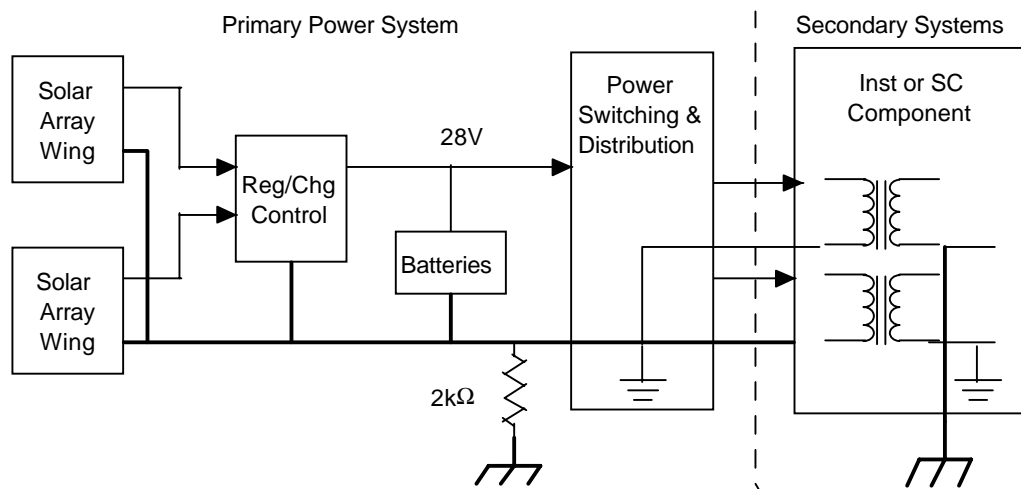 Primary Power System
Secondary Systems
Solar
Array
Wing
Reg/Chg
Control
28V
Batteries
Power
Switching &
Distribution
Inst or SC
Component
Solar
Array
Wing
2kΩ